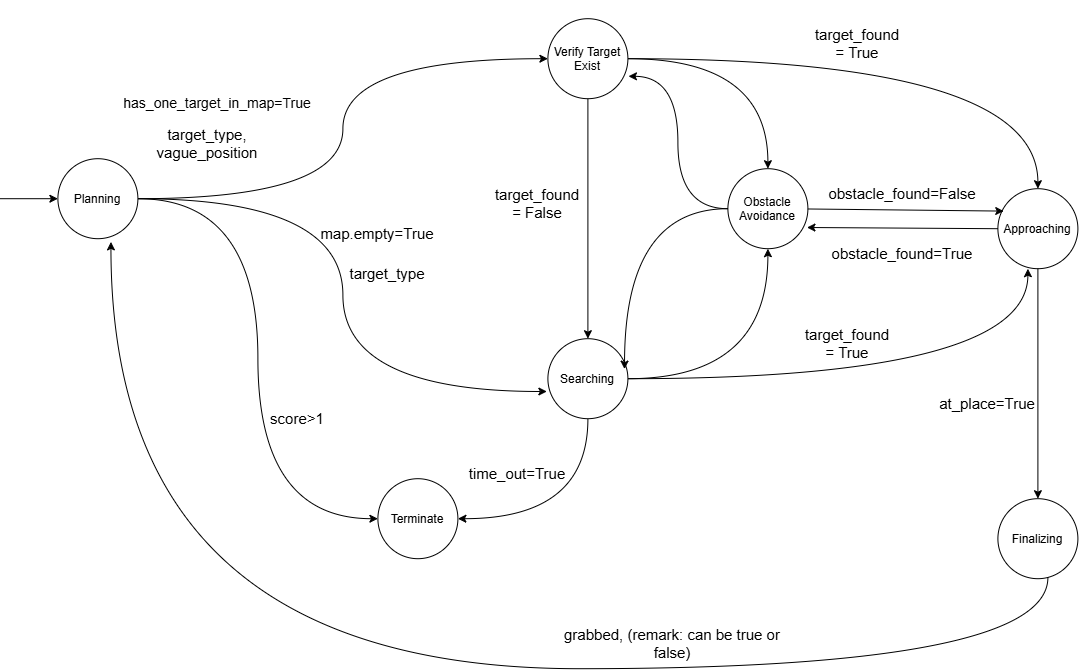 Verify Target
Exist
target_found
= True
has_one_target_in_map=True
target_type,
vague_position
Planning
target_found
= False
Obstacle
Avoidance
obstacle_found=False
Approaching
map.empty=True
obstacle_found=True
target_type
target_found
= True
Searching
at_place=True
score>1
time_out=True
Terminate
Finalizing
grabbed, (remark: can be true or
false)